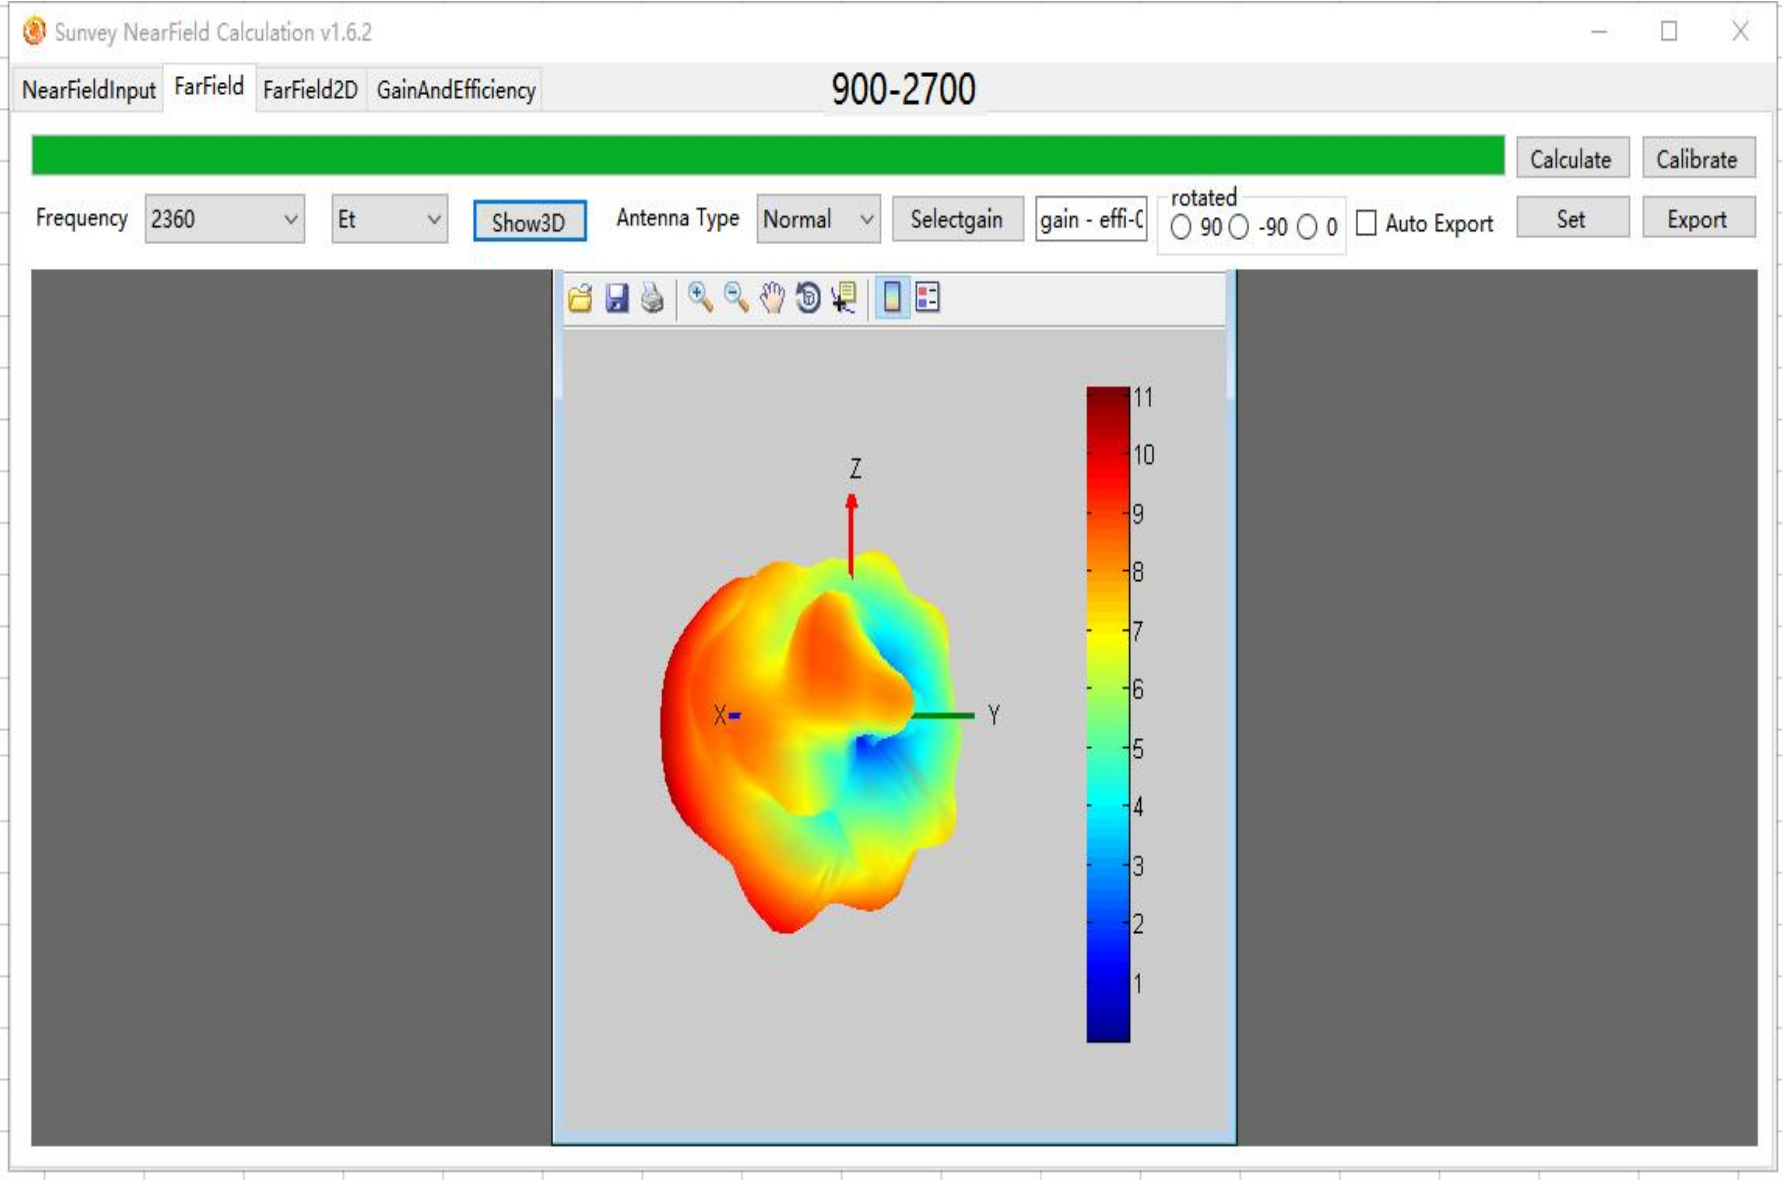 Sunvey NearField Calculation v1.6.2
NearFieldInput FarField FarField2D GainAndEfficiency 900-2700
Calculate Calibrate
Frequency 2360 Et Show3D Antenna Type Normal Selectgain gain - effi- rotated 90 -90 0 Auto Export Set Export
11
10
Z
9
8
7
6
X Y
5
4
3
2
1